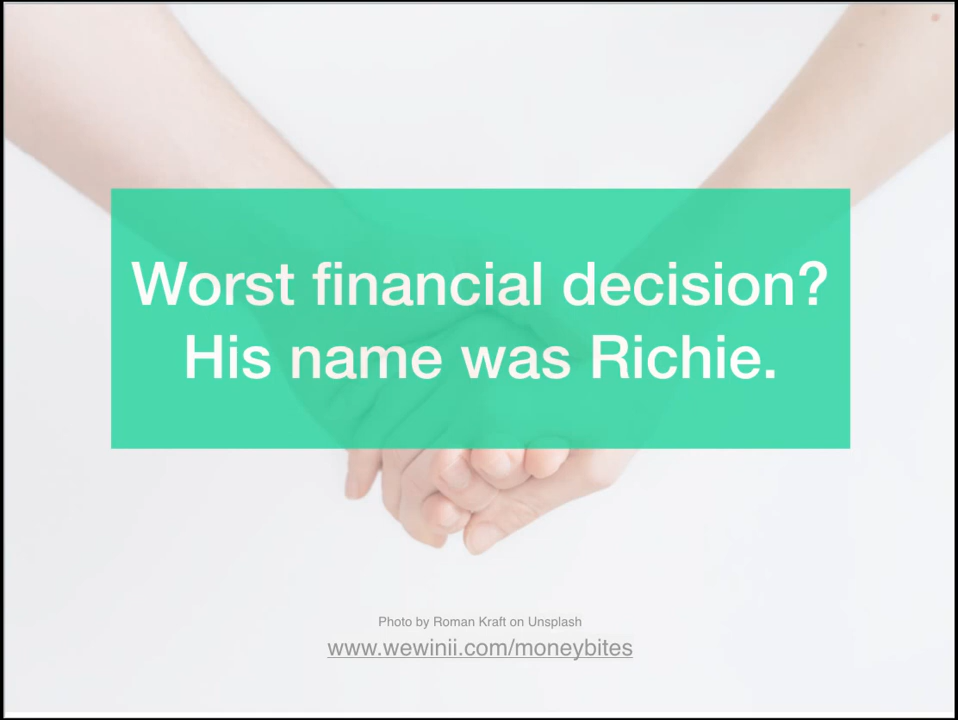 Worst financial decision?
His name was Richie.
Photo by Roman Kraft on Unsplash
www.wewinii.com/moneybites